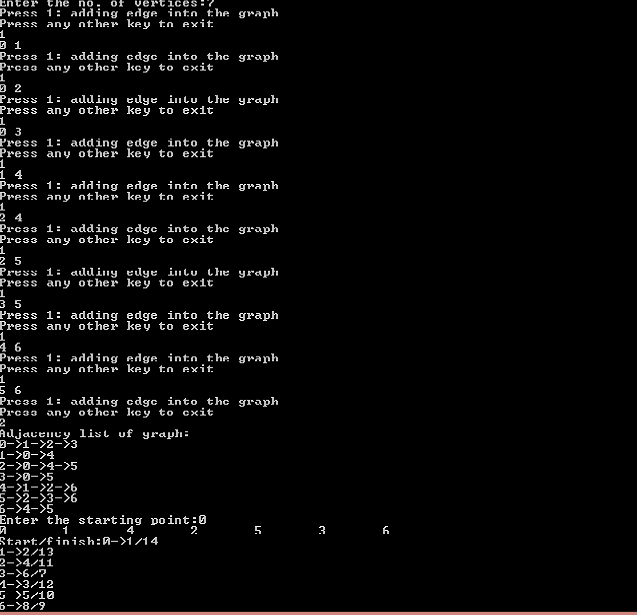 Enter the no. of vertices:7
Press 1: adding edge into the graph
Press any other key to exit
1
0 1
Press 1: adding edge into the graph
Press any other key to exit
1
0 2
Press 1: adding edge into the graph
Press any other key to exit
1
0 3
Press 1: adding edge into the graph
Press any other key to exit
1
1 4
Press 1: adding edge into the graph
Press any other key to exit
1
2 4
Press 1: adding edge into the graph
Press any other key to exit
1
2 5
Press 1: adding edge into the graph
Press any other key to exit
1
3 5
Press 1: adding edge into the graph
Press any other key to exit
1
4 6
Press 1: adding edge into the graph
Press any other key to exit
1
5 6
Press 1: adding edge into the graph
Press any other key to exit
2
Adjacency list of graph:
0->1->2->3
1->0->4
2->0->4->5
3->0->5
4->1->2->6
5->2->3->6
6->4->5
Enter the starting point:0
0 1 4 2 5 3 6
Start/finish:0->1/14
1->2/13
2->4/11
3->6/7
4->3/12
5->5/10
6->8/9